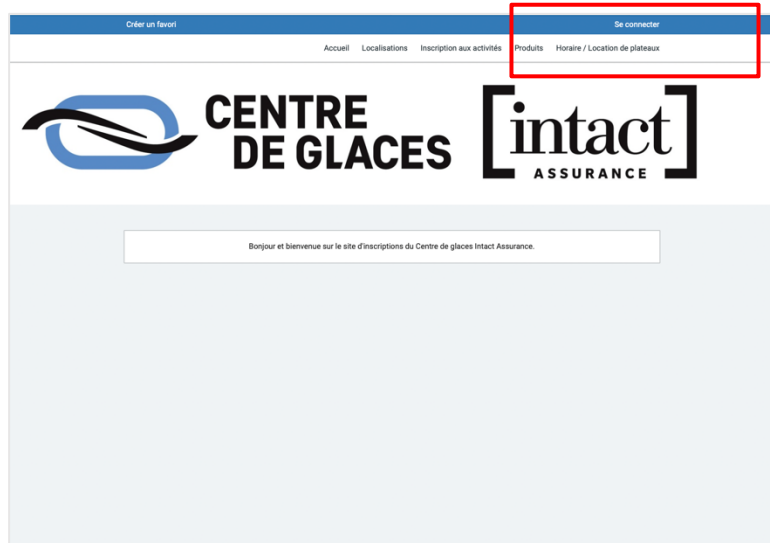 Créer un favori Se connecter
Accueil Localisations Inscription aux activités Produits Horaire / Location de plateaux
CENTRE
DE GLACES
[intact]
ASSURANCE
Bonjour et bienvenue sur le site d'inscriptions du Centre de glaces Intact Assurance.